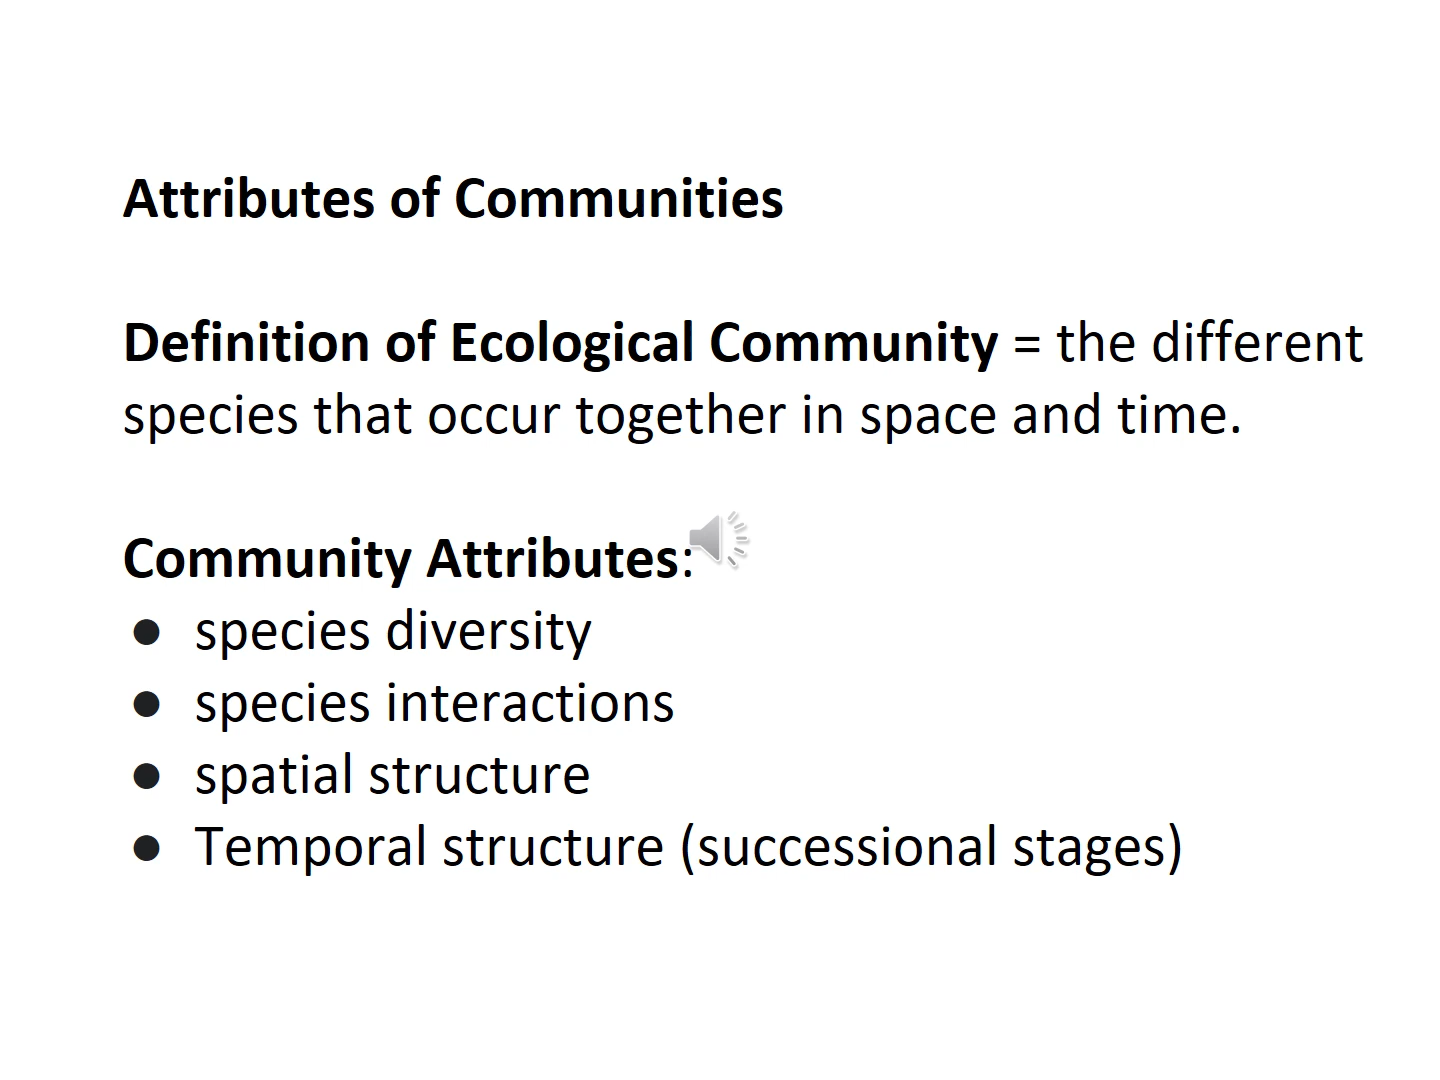 Attributes of Communities
Definition of Ecological Community = the different
species that occur together in space and time.
Community Attributes:
● species diversity
● species interactions
● spatial structure
● Temporal structure (successional stages)